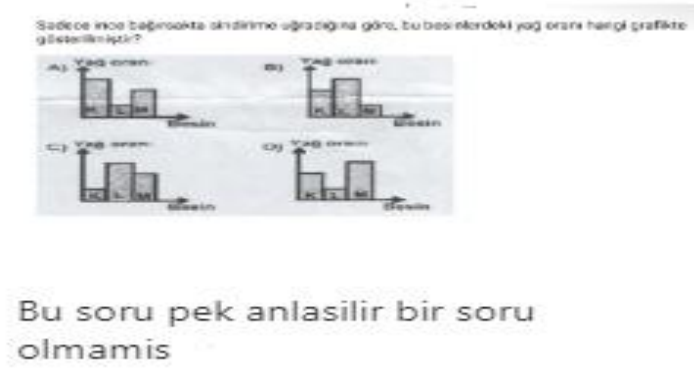 Sadece ince bağırsakta sindirime uğradığına göre, bu besinlerdeki yağ oranı hangi grafikte
gösterilmiştir?
A) Yağ oranı
K L M
Besin
B) Yağ oranı
K L M
Besin
C) Yağ oranı
K L M
Besin
D) Yağ oranı
K L M
Besin
Bu soru pek anlasilir bir soru
olmamis